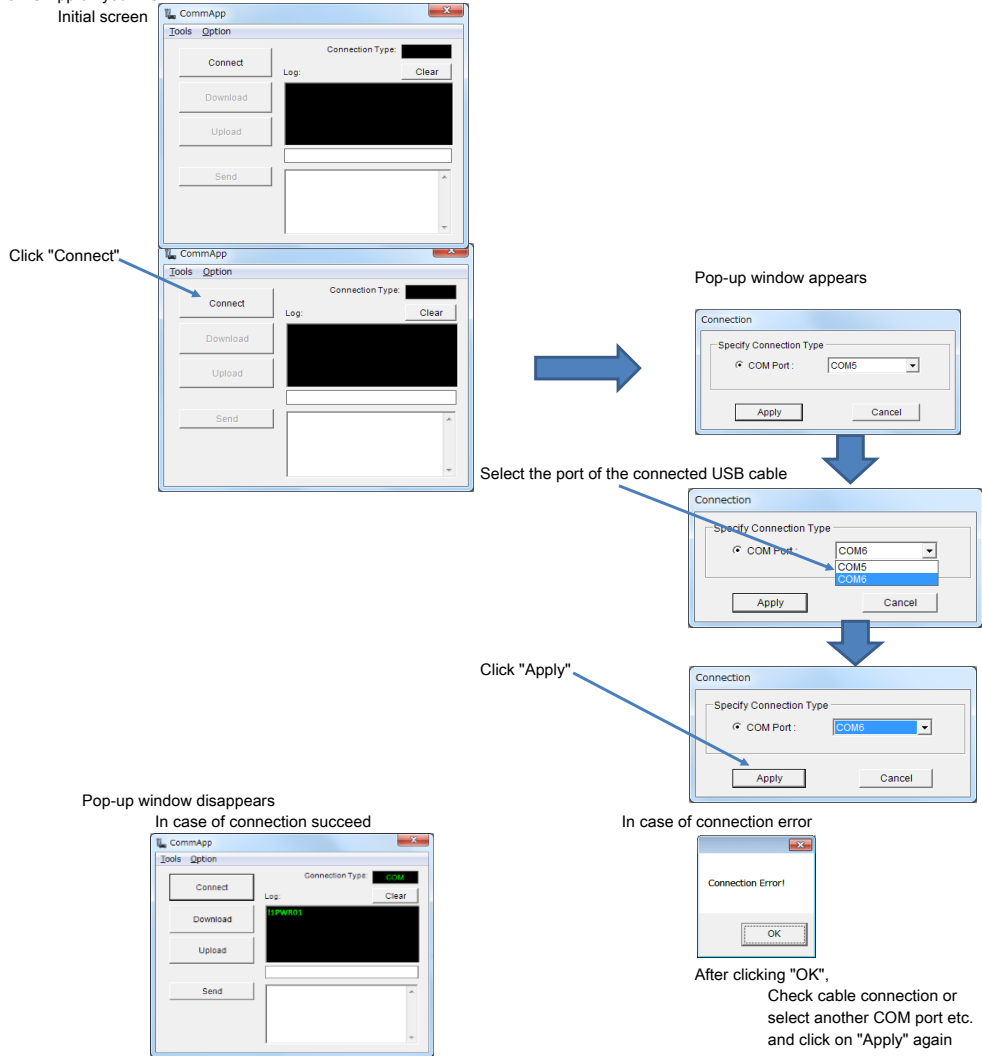 Initial screen
CommApp
Tools Option
Connect
Connection Type:
Log:
Clear
Download
Upload
Send
Click "Connect"
CommApp
Tools Option
Connect
Connection Type:
Log:
Clear
Download
Upload
Send
Pop-up window appears
Connection
Specify Connection Type
COM Port :
COM5
Apply
Cancel
Select the port of the connected USB cable
Connection
Specify Connection Type
COM Port :
COM6
COM5
COM6
Apply
Cancel
Click "Apply"
Connection
Specify Connection Type
COM Port :
COM6
Apply
Cancel
Pop-up window disappears
In case of connection succeed
CommApp
Tools Option
Connect
Connection Type:
COM
Log:
Clear
!1PWR01
Download
Upload
Send
In case of connection error
Connection Error!
OK
After clicking "OK",
Check cable connection or
select another COM port etc.
and click on "Apply" again